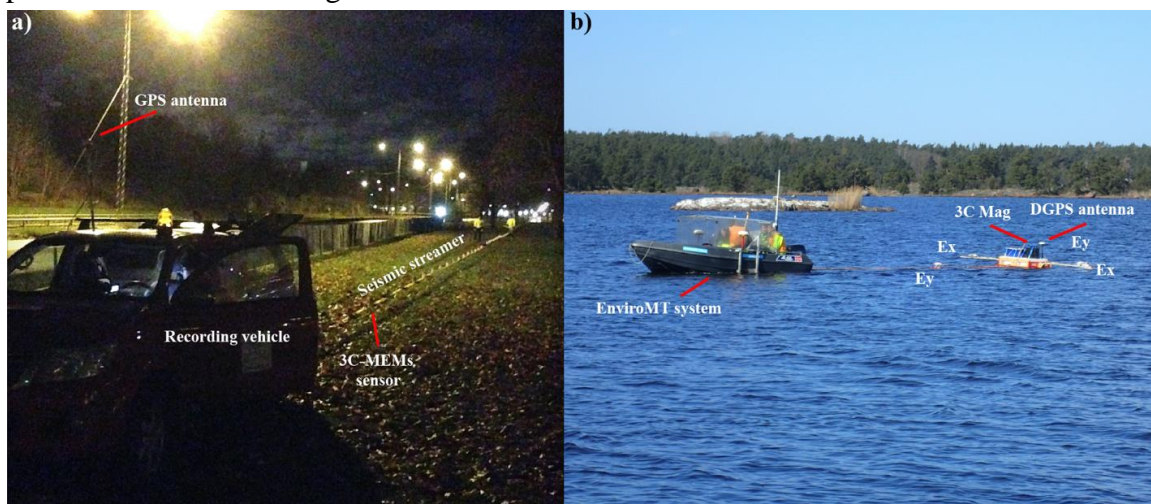 a)
GPS antenna
Seismic streamer
Recording vehicle
3C-MEMs
sensor
b)
3C Mag
DGPS antenna
Ex
Ey
Ey
Ex
EnviroMT system